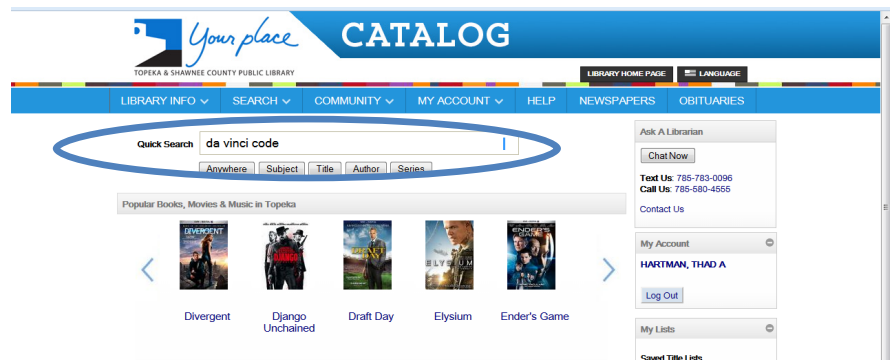 Your place
CATALOG
TOPEKA & SHAWNEE COUNTY PUBLIC LIBRARY
LIBRARY HOME PAGE
LANGUAGE
LIBRARY INFO
SEARCH
COMMUNITY
MY ACCOUNT
HELP
NEWSPAPERS
OBITUARIES
Quick Search
da vinci code
Anywhere
Subject
Title
Author
Series
Popular Books, Movies & Music in Topeka
DIVERGENT
DJANGO
DRAFT DAY
ELYSIUM
ENDER'S GAME
Divergent
Django Unchained
Draft Day
Elysium
Ender's Game
Ask A Librarian
Chat Now
Text Us: 785-783-0096
Call Us: 785-580-4555
Contact Us
My Account
HARTMAN, THAD A
Log Out
My Lists
Saved Title Lists